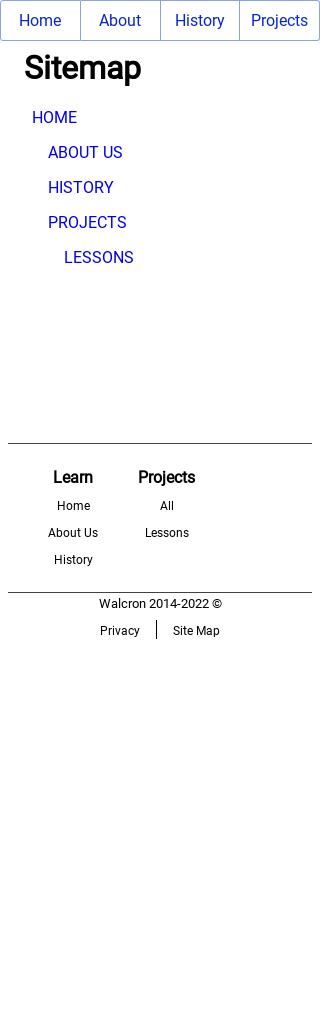 Home About History Projects
Sitemap
HOME
ABOUT US
HISTORY
PROJECTS
LESSONS
Learn Projects
Home All
About Us Lessons
History
Walcron 2014-2022 ©
Privacy Site Map